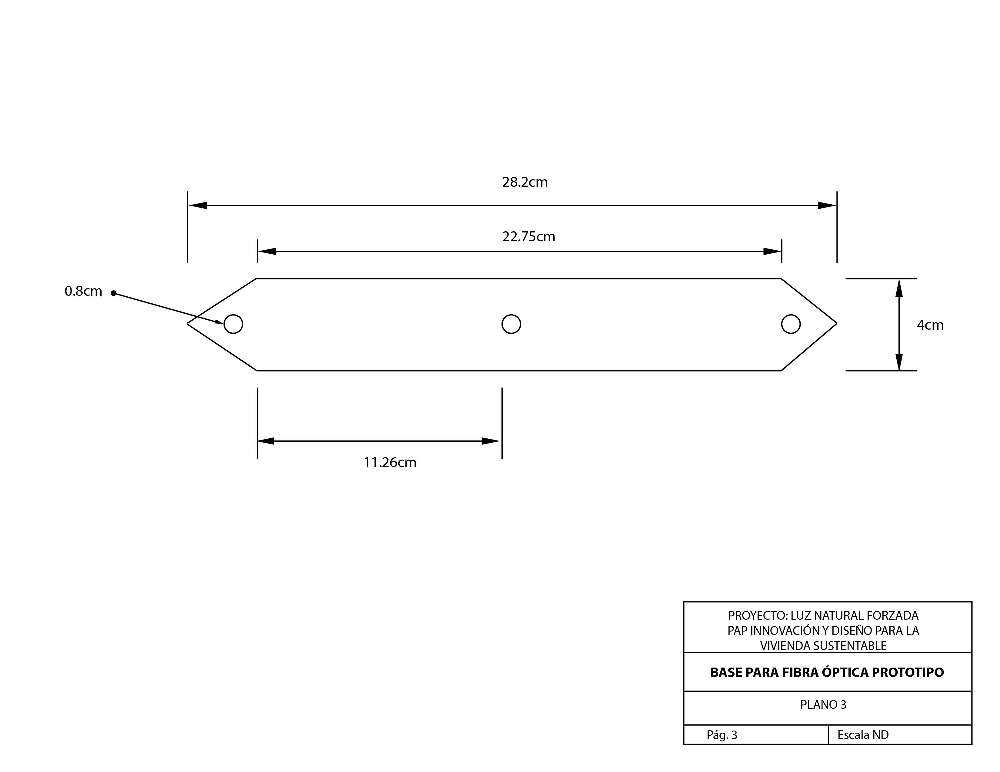 28.2cm
22.75cm
0.8cm
4cm
11.26cm
PROYECTO: LUZ NATURAL FORZADA
PAP INNOVACIÓN Y DISEÑO PARA LA
VIVIENDA SUSTENTABLE
BASE PARA FIBRA ÓPTICA PROTOTIPO
PLANO 3
Pág. 3
Escala ND